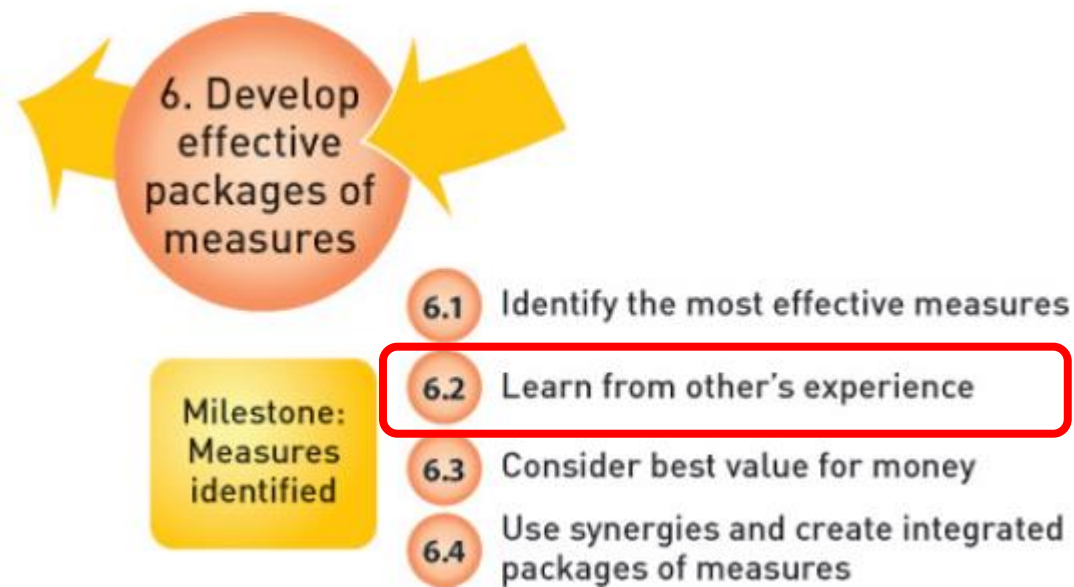 6. Develop
effective
packages of
measures
6.1 Identify the most effective measures
6.2 Learn from other's experience
Milestone:
Measures
identified
6.3 Consider best value for money
6.4 Use synergies and create integrated
packages of measures